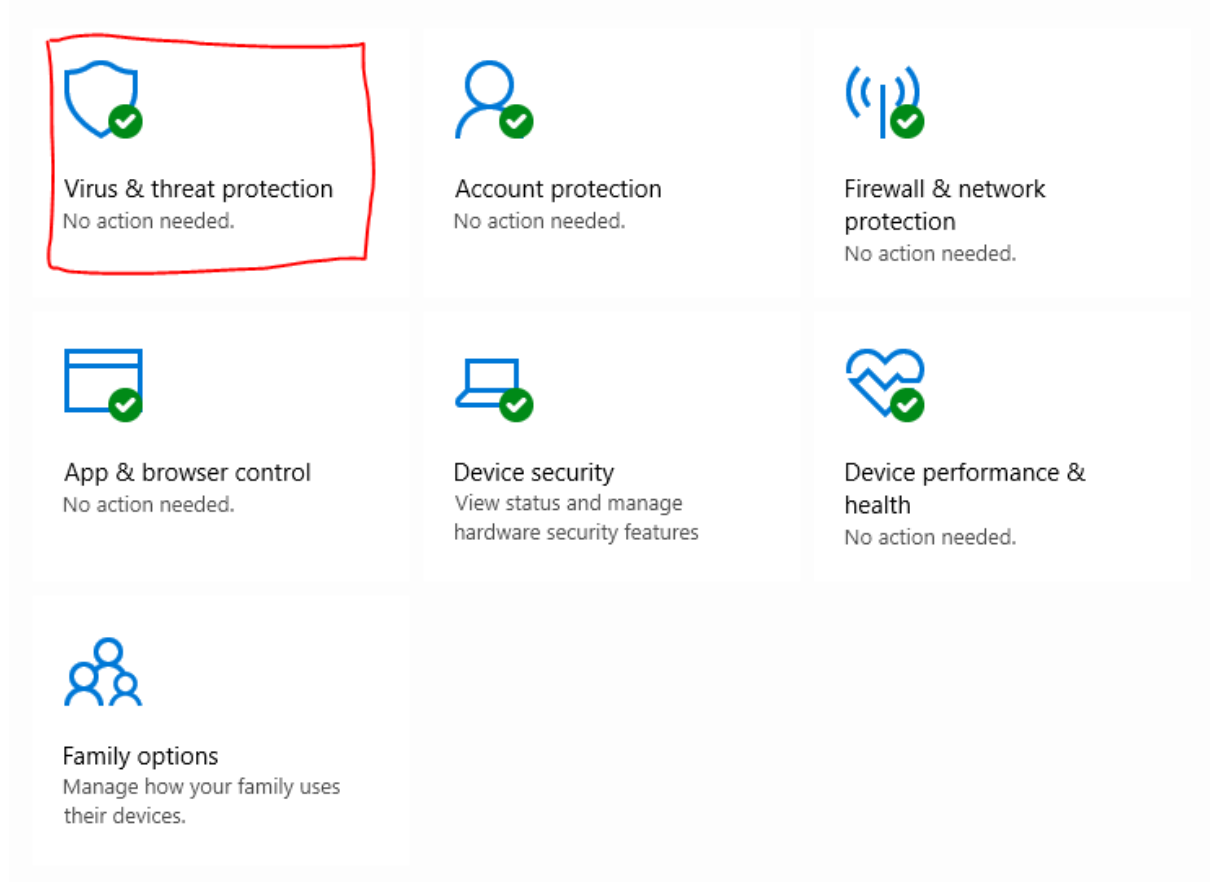 Virus & threat protection
No action needed.
Account protection
No action needed.
Firewall & network
protection
No action needed.
App & browser control
No action needed.
Device security
View status and manage
hardware security features
Device performance &
health
No action needed.
Family options
Manage how your family uses
their devices.